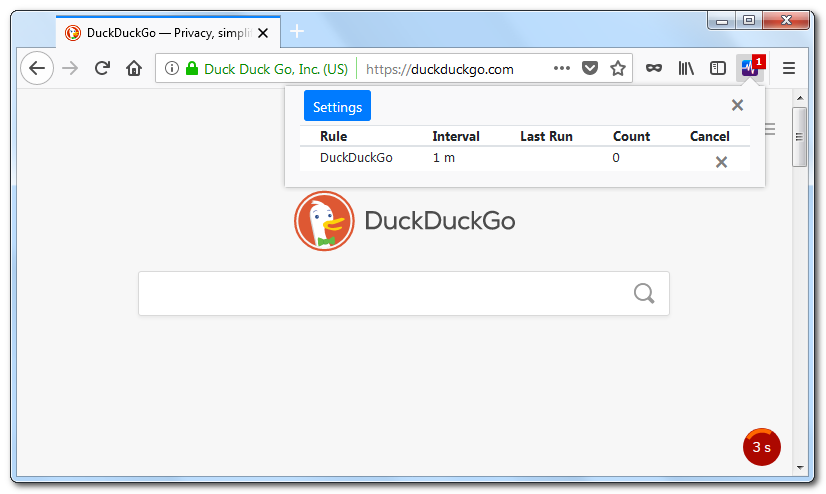 DuckDuckGo — Privacy, simplif
Duck Duck Go, Inc. (US) https://duckduckgo.com
1
Settings
Rule Interval Last Run Count Cancel
DuckDuckGo 1 m 0
DuckDuckGo
3 s